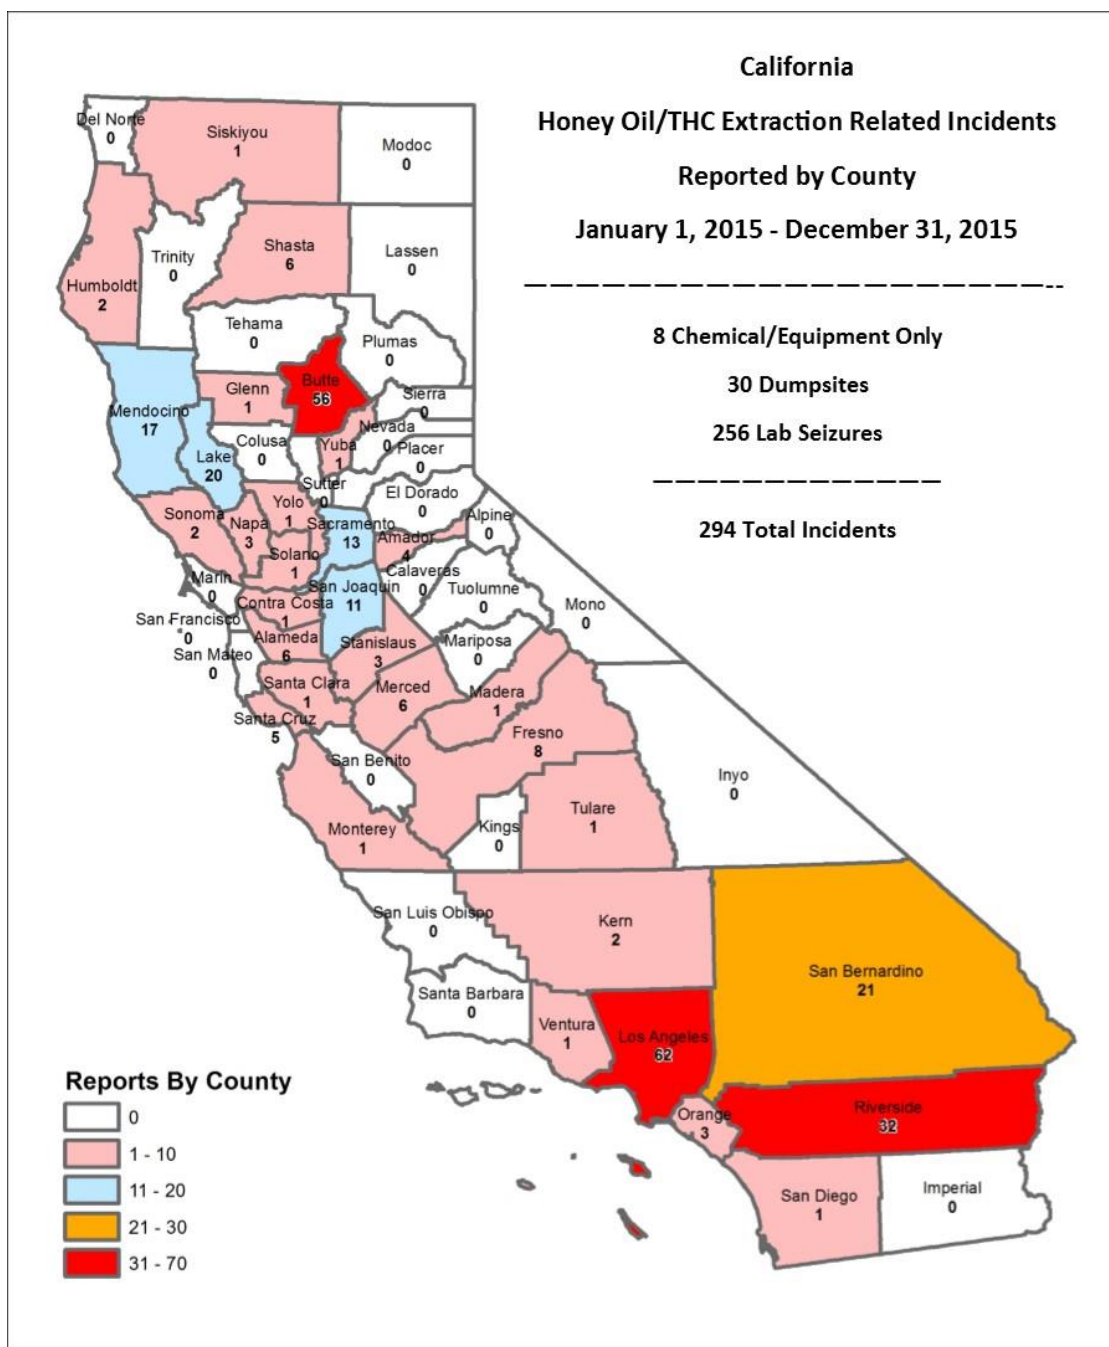 California
Honey Oil/THC Extraction Related Incidents
Reported by County
January 1, 2015 - December 31, 2015
8 Chemical/Equipment Only
30 Dumpsites
256 Lab Seizures
294 Total Incidents
Del Norte
0
Siskiyou
1
Modoc
0
Humboldt
2
Trinity
0
Shasta
6
Lassen
0
Tehama
0
Plumas
0
Mendocino
17
Glenn
1
Butte
56
Sierra
0
Lake
20
Colusa
0
Yuba
1
Nevada
0
Placer
0
Sutter
0
El Dorado
0
Sonoma
2
Napa
3
Yolo
1
Sacramento
13
Amador
4
Alpine
0
Solano
1
Marin
0
Contra Costa
1
San Joaquin
11
Calaveras
0
Tuolumne
0
Mono
0
San Francisco
0
Alameda
6
Stanislaus
3
Mariposa
0
San Mateo
0
Santa Clara
1
Merced
6
Madera
1
Santa Cruz
5
Fresno
8
San Benito
0
Inyo
0
Monterey
1
Kings
0
Tulare
1
San Luis Obispo
0
Kern
2
San Bernardino
21
Santa Barbara
0
Ventura
1
Los Angeles
62
Orange
3
Riverside
32
San Diego
1
Imperial
0
Reports By County
0
1 - 10
11 - 20
21 - 30
31 - 70